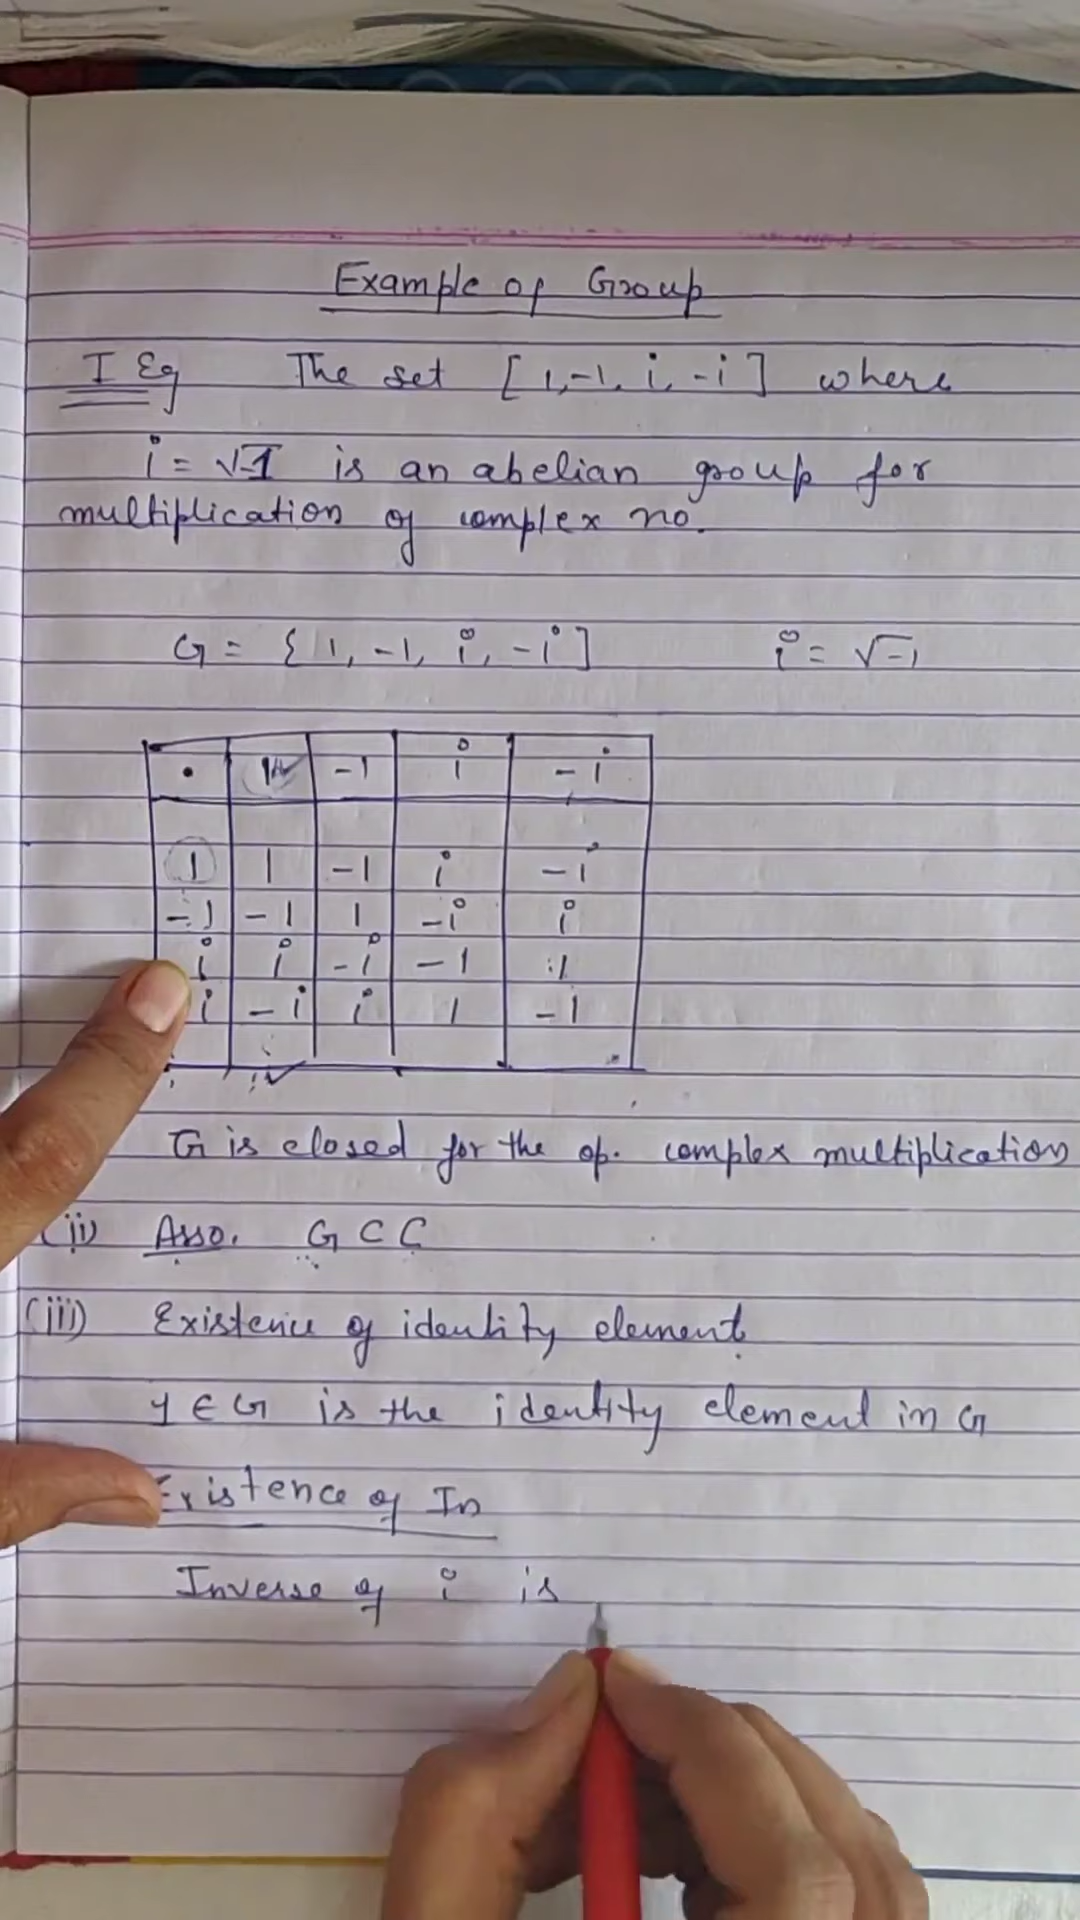 Example of Group
I Eg The set [1,-1, i, -i] where
i = √-1 is an abelian group for
multiplication of complex no.
G = {1, -1, i, -i] i = √-1
. 1 -1 i -i
1 1 -1 i -i
-1 -1 1 -i i
i i -i -1 1
i -i i 1 -1
G is closed for the op. complex multiplication
(ii) Asso. G ⊂ C
(iii) Existence of identity element
1 ∈ G is the identity element in G
Existence of In
Inverse of i is